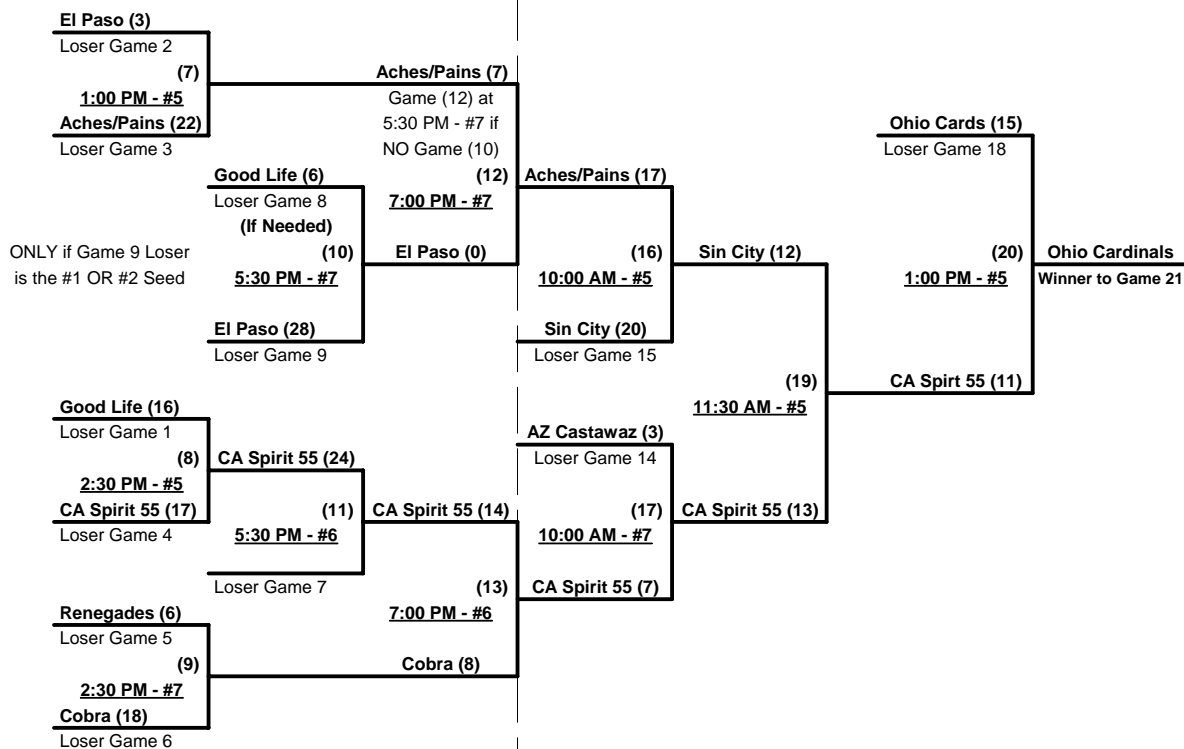 El Paso (3)
Loser Game 2
(7)
1:00 PM - #5
Aches/Pains (22)
Loser Game 3
Aches/Pains (7)
Game (12) at
5:30 PM - #7 if
NO Game (10)
(12)
7:00 PM - #7
Good Life (6)
Loser Game 8
(If Needed)
(10)
5:30 PM - #7
ONLY if Game 9 Loser
is the #1 OR #2 Seed
El Paso (28)
Loser Game 9
El Paso (0)
Aches/Pains (17)
(16)
10:00 AM - #5
Sin City (20)
Loser Game 15
Sin City (12)
Ohio Cards (15)
Loser Game 18
(20)
1:00 PM - #5
Ohio Cardinals
Winner to Game 21
(19)
11:30 AM - #5
CA Spirt 55 (11)
Good Life (16)
Loser Game 1
(8)
2:30 PM - #5
CA Spirit 55 (17)
Loser Game 4
CA Spirit 55 (24)
(11)
5:30 PM - #6
Loser Game 7
CA Spirit 55 (14)
(13)
7:00 PM - #6
AZ Castawaz (3)
Loser Game 14
(17)
10:00 AM - #7
CA Spirit 55 (13)
CA Spirit 55 (7)
Renegades (6)
Loser Game 5
(9)
2:30 PM - #7
Cobra (18)
Loser Game 6
Cobra (8)